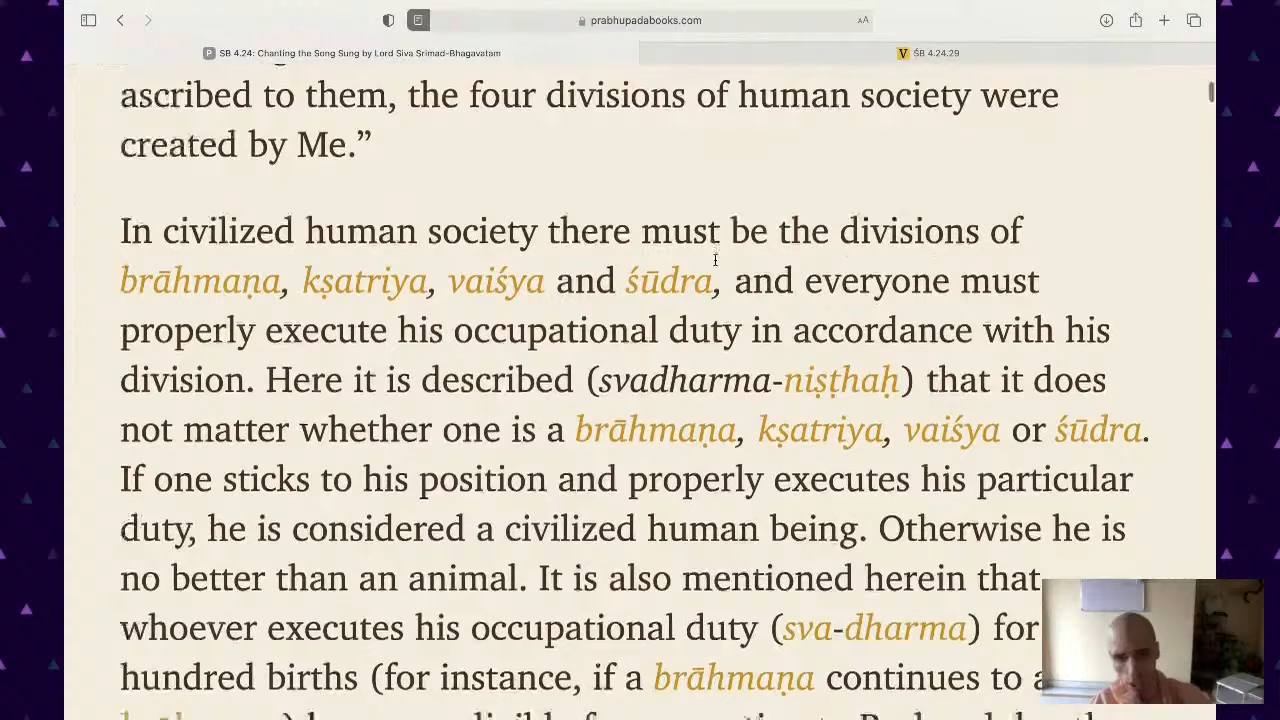 prabhupadabooks.com
AA
P SB 4.24: Chanting the Song Sung by Lord Siva Srimad-Bhagavatam
V ŚB 4.24.29
ascribed to them, the four divisions of human society were
created by Me.”
In civilized human society there must be the divisions of
brāhmaṇa, kṣatriya, vaiśya and śūdra, and everyone must
properly execute his occupational duty in accordance with his
division. Here it is described (svadharma-niṣṭhaḥ) that it does
not matter whether one is a brāhmaṇa, kṣatriya, vaiśya or śūdra.
If one sticks to his position and properly executes his particular
duty, he is considered a civilized human being. Otherwise he is
no better than an animal. It is also mentioned herein that
whoever executes his occupational duty (sva-dharma) for
hundred births (for instance, if a brāhmaṇa continues to a